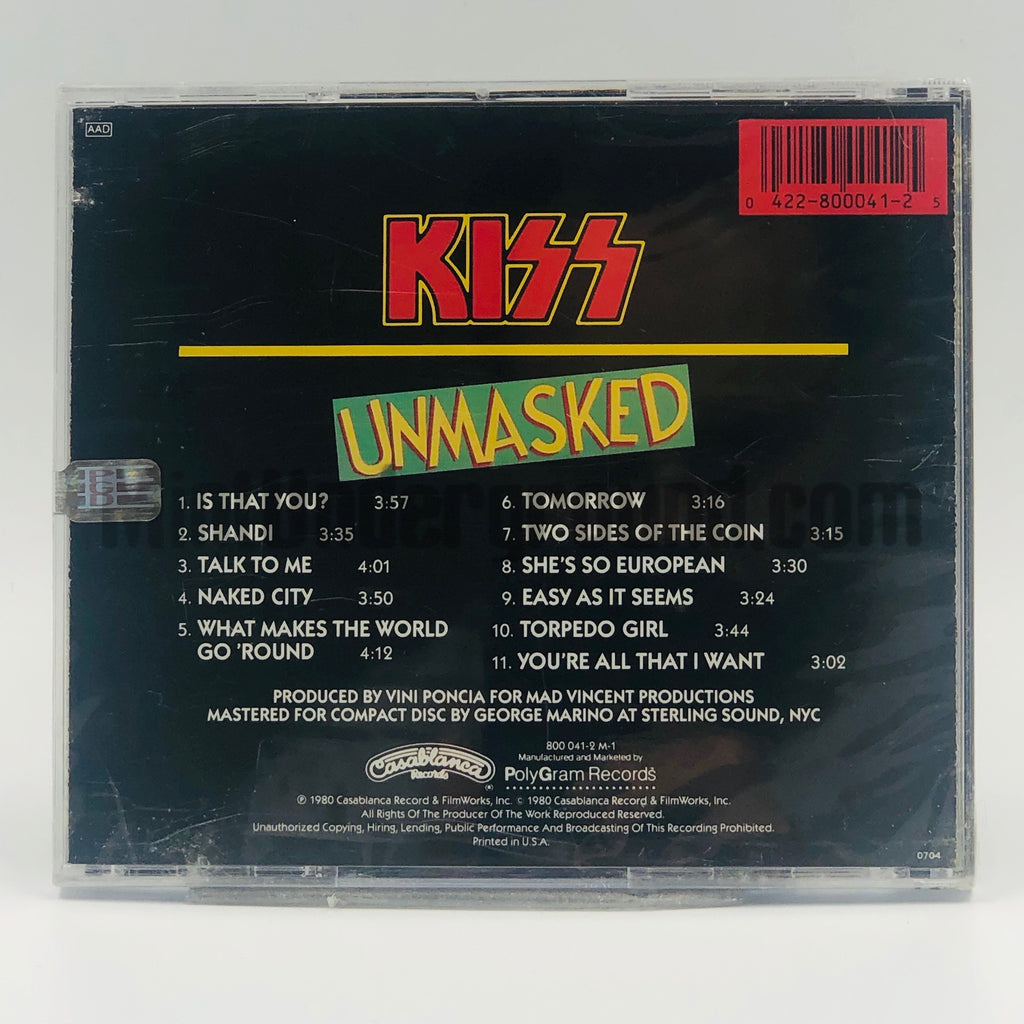 AAD
0 422-800041-2 5
KISS
UNMASKED
1. IS THAT YOU? 3:57
2. SHANDI 3:35
3. TALK TO ME 4:01
4. NAKED CITY 3:50
5. WHAT MAKES THE WORLD
GO 'ROUND 4:12
6. TOMORROW 3:16
7. TWO SIDES OF THE COIN 3:15
8. SHE'S SO EUROPEAN 3:30
9. EASY AS IT SEEMS 3:24
10. TORPEDO GIRL 3:44
11. YOU'RE ALL THAT I WANT 3:02
PRODUCED BY VINI PONCIA FOR MAD VINCENT PRODUCTIONS
MASTERED FOR COMPACT DISC BY GEORGE MARINO AT STERLING SOUND, NYC
Casablanca
Records
®
800 041-2 M-1
Manufactured and Marketed by
PolyGram Records
℗ 1980 Casablanca Record & FilmWorks, Inc. © 1980 Casablanca Record & FilmWorks, Inc.
All Rights Of The Producer Of The Work Reproduced Reserved.
Unauthorized Copying, Hiring, Lending, Public Performance And Broadcasting Of This Recording Prohibited.
Printed in U.S.A.
0704